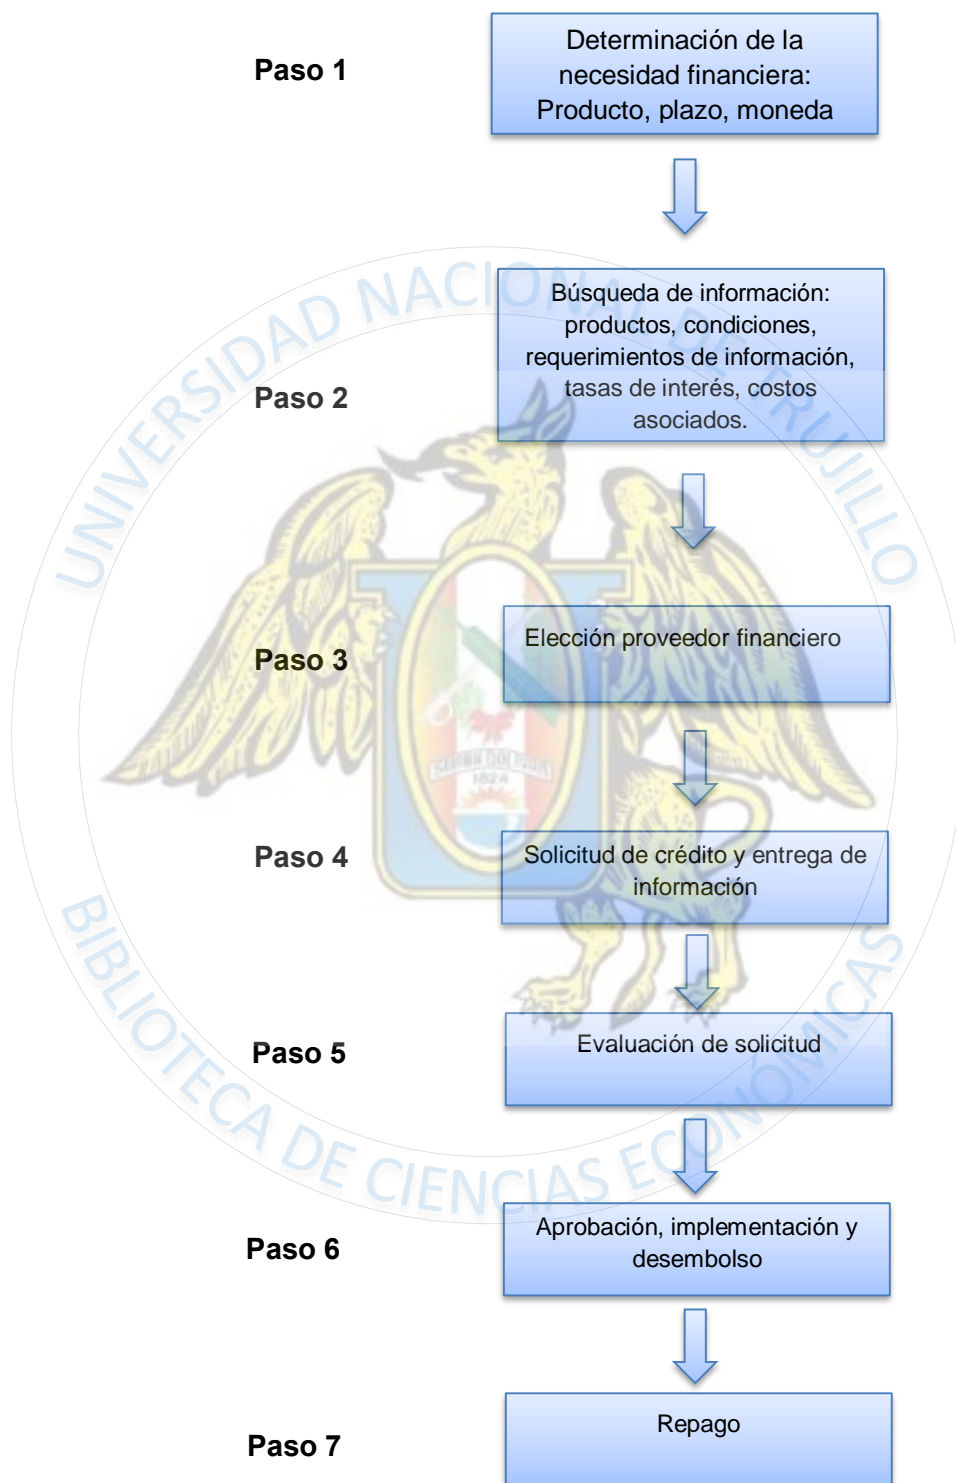 Paso 1
Determinación de la
necesidad financiera:
Producto, plazo, moneda
UNIVERSIDAD NACIONAL DE TRUJILLO
Paso 2
Búsqueda de información:
productos, condiciones,
requerimientos de información,
tasas de interés, costos
asociados.
Paso 3
Elección proveedor financiero
1824
Paso 4
Solicitud de crédito y entrega de
información
Paso 5
Evaluación de solicitud
BIBLIOTECA DE CIENCIAS ECONÓMICAS
Paso 6
Aprobación, implementación y
desembolso
Paso 7
Repago